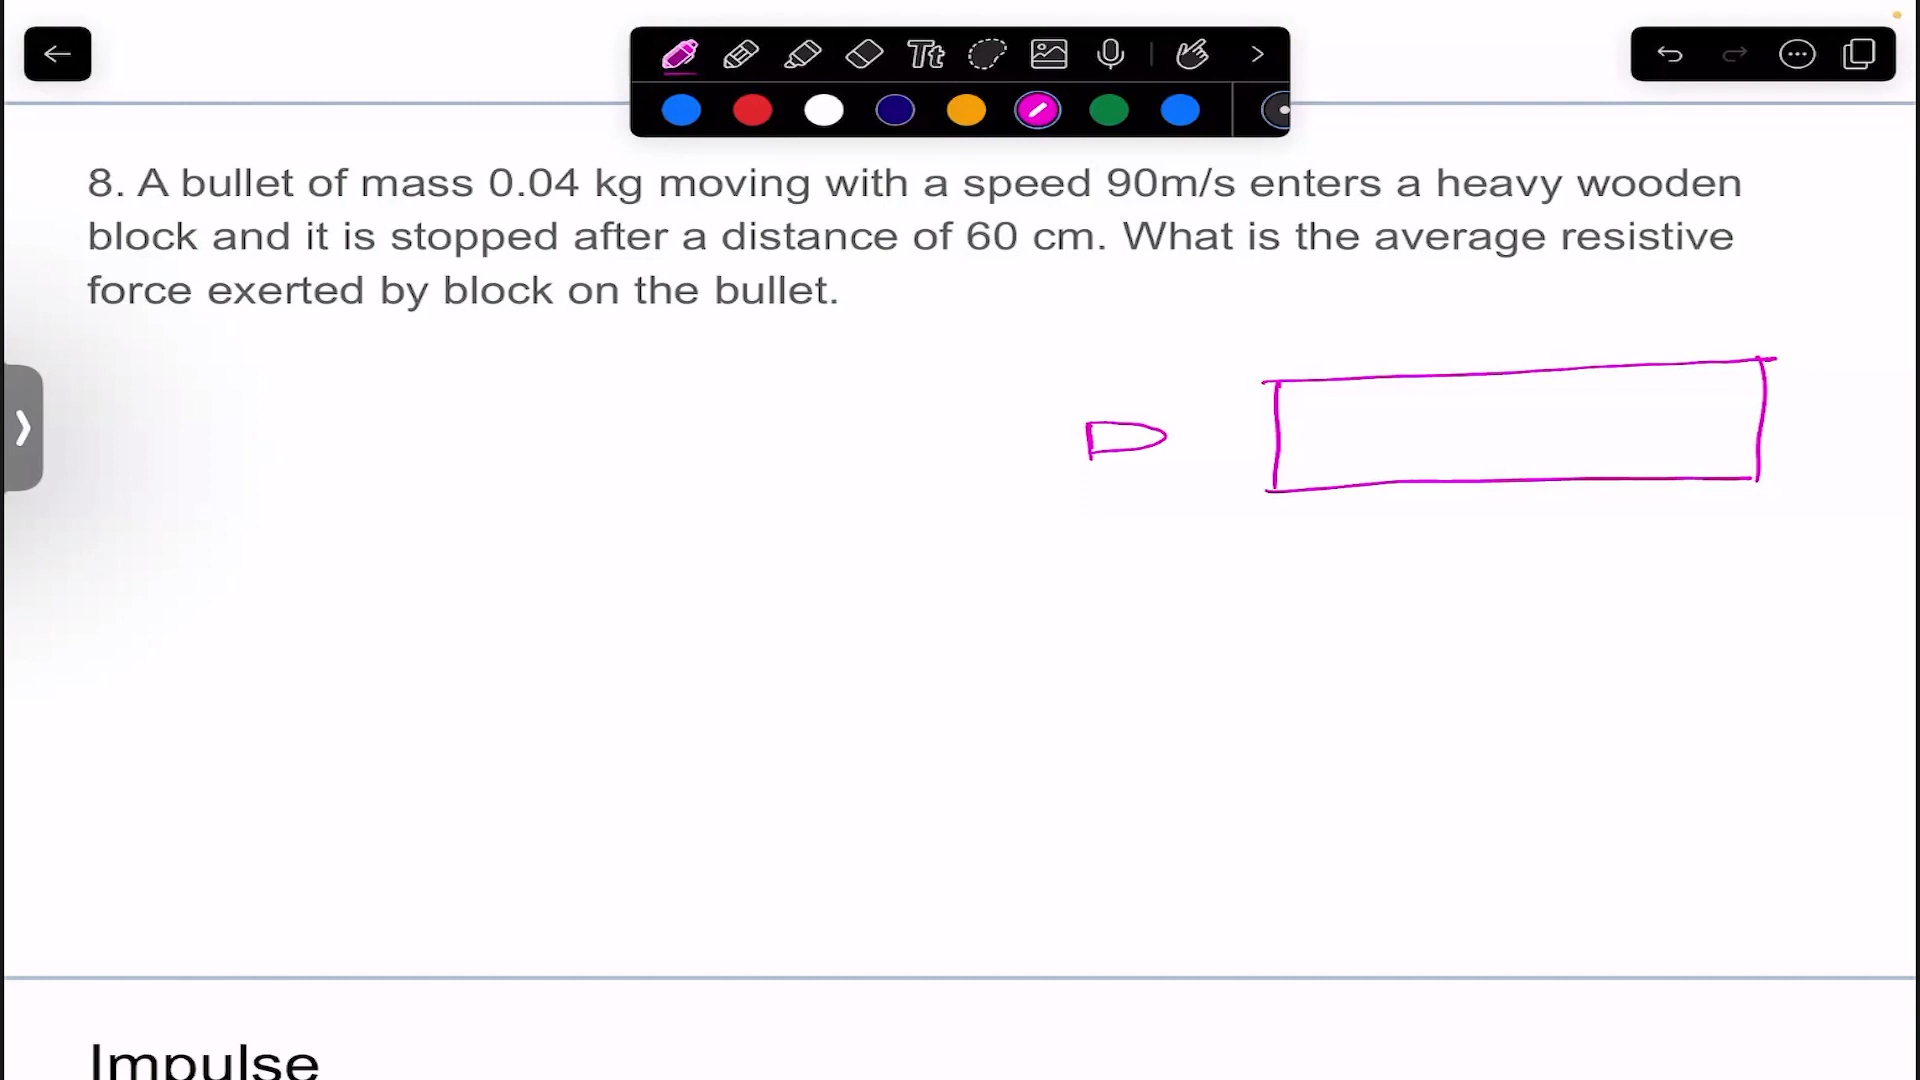 Tt
8. A bullet of mass 0.04 kg moving with a speed 90m/s enters a heavy wooden
block and it is stopped after a distance of 60 cm. What is the average resistive
force exerted by block on the bullet.
Impulse